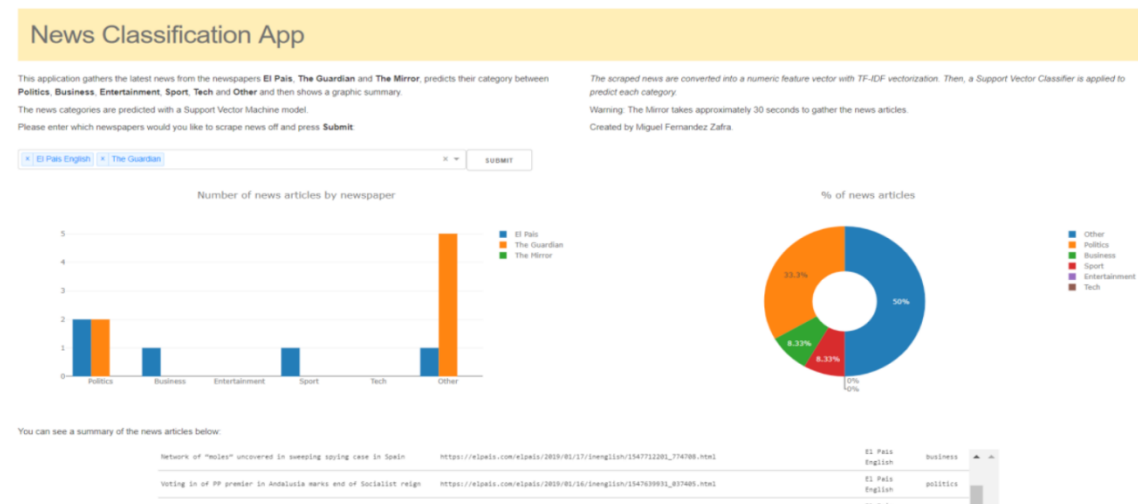 News Classification App
This application gathers the latest news from the newspapers El Pais, The Guardian and The Mirror, predicts their category between
Politics, Business, Entertainment, Sport, Tech and Other and then shows a graphic summary.
The news categories are predicted with a Support Vector Machine model.
Please enter which newspapers would you like to scrape news off and press Submit
The scraped news are converted into a numeric feature vector with TF-IDF vectorization. Then, a Support Vector Classifier is applied to
predict each category.
Warning: The Mirror takes approximately 30 seconds to gather the news articles.
Created by Miguel Fernandez Zafra.
× El Pais English × The Guardian
SUBMIT
Number of news articles by newspaper
5
4
3
2
1
0
Politics Business Entertainment Sport Tech Other
El Pais
The Guardian
The Mirror
% of news articles
33.3%
50%
8.33%
8.33%
0%
0%
Other
Politics
Business
Sport
Entertainment
Tech
You can see a summary of the news articles below:
Network of "moles" uncovered in sweeping spying case in Spain https://elpais.com/elpais/2019/01/17/inenglish/1547712201_774788.html El Pais English business
Voting in of PP premier in Andalusia marks end of Socialist reign https://elpais.com/elpais/2019/01/16/inenglish/1547639931_037405.html El Pais English politics